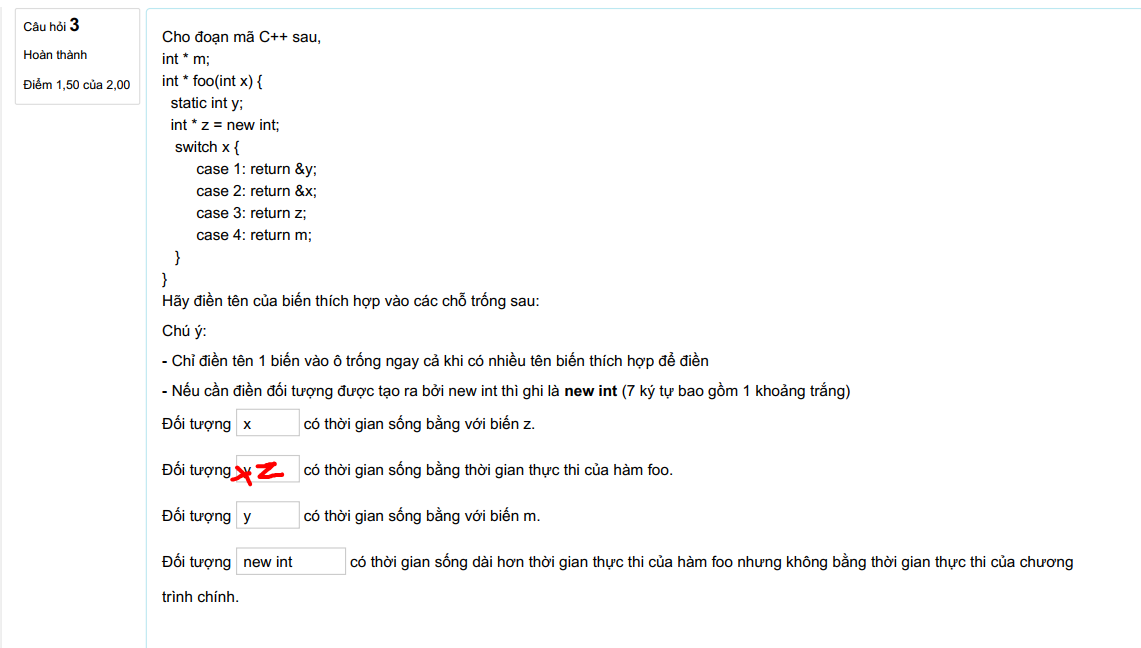 Câu hỏi 3
Hoàn thành
Điểm 1,50 của 2,00
Cho đoạn mã C++ sau,
int * m;
int * foo(int x) {
static int y;
int * z = new int;
switch x {
case 1: return &y;
case 2: return &x;
case 3: return z;
case 4: return m;
}
}
Hãy điền tên của biến thích hợp vào các chỗ trống sau:
Chú ý:
- Chỉ điền tên 1 biến vào ô trống ngay cả khi có nhiều tên biến thích hợp để điền
- Nếu cần điền đối tượng được tạo ra bởi new int thì ghi là new int (7 ký tự bao gồm 1 khoảng trắng)
Đối tượng x có thời gian sống bằng với biến z.
Đối tượng x z có thời gian sống bằng thời gian thực thi của hàm foo.
Đối tượng y có thời gian sống bằng với biến m.
Đối tượng new int có thời gian sống dài hơn thời gian thực thi của hàm foo nhưng không bằng thời gian thực thi của chương
trình chính.